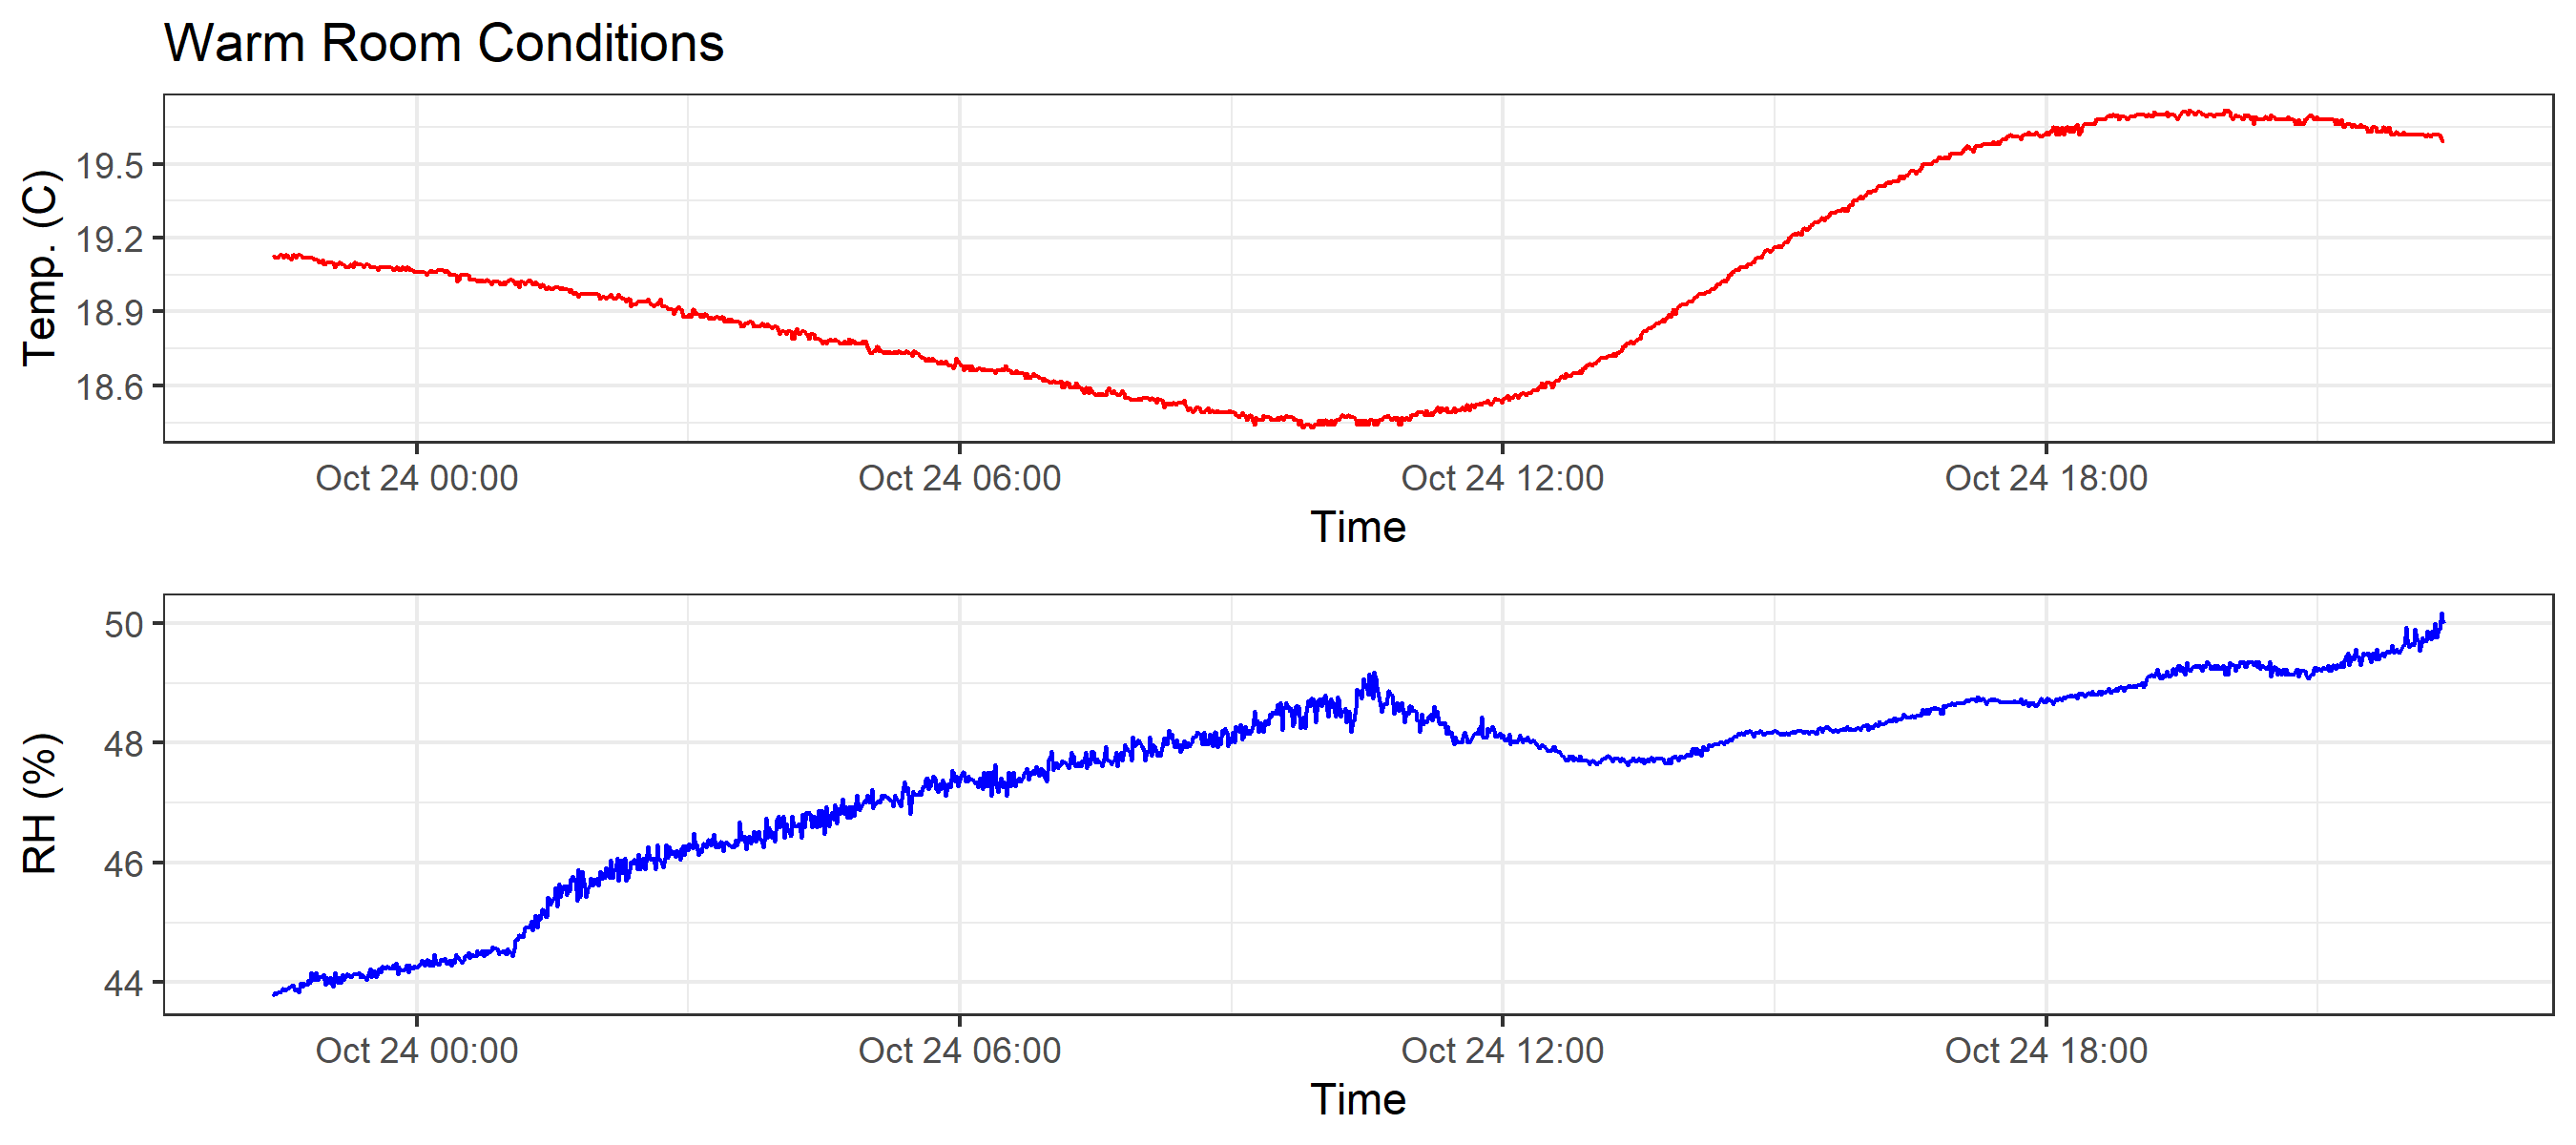 Warm Room Conditions
Temp. (C)
19.5
19.2
18.9
18.6
Oct 24 00:00 Oct 24 06:00 Oct 24 12:00 Oct 24 18:00
Time
RH (%)
50
48
46
44
Oct 24 00:00 Oct 24 06:00 Oct 24 12:00 Oct 24 18:00
Time